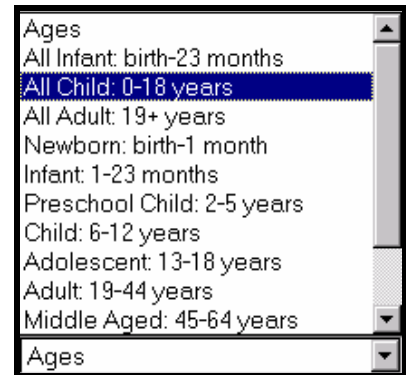 Ages
All Infant: birth-23 months
All Child: 0-18 years
All Adult: 19+ years
Newborn: birth-1 month
Infant: 1-23 months
Preschool Child: 2-5 years
Child: 6-12 years
Adolescent: 13-18 years
Adult: 19-44 years
Middle Aged: 45-64 years
Ages